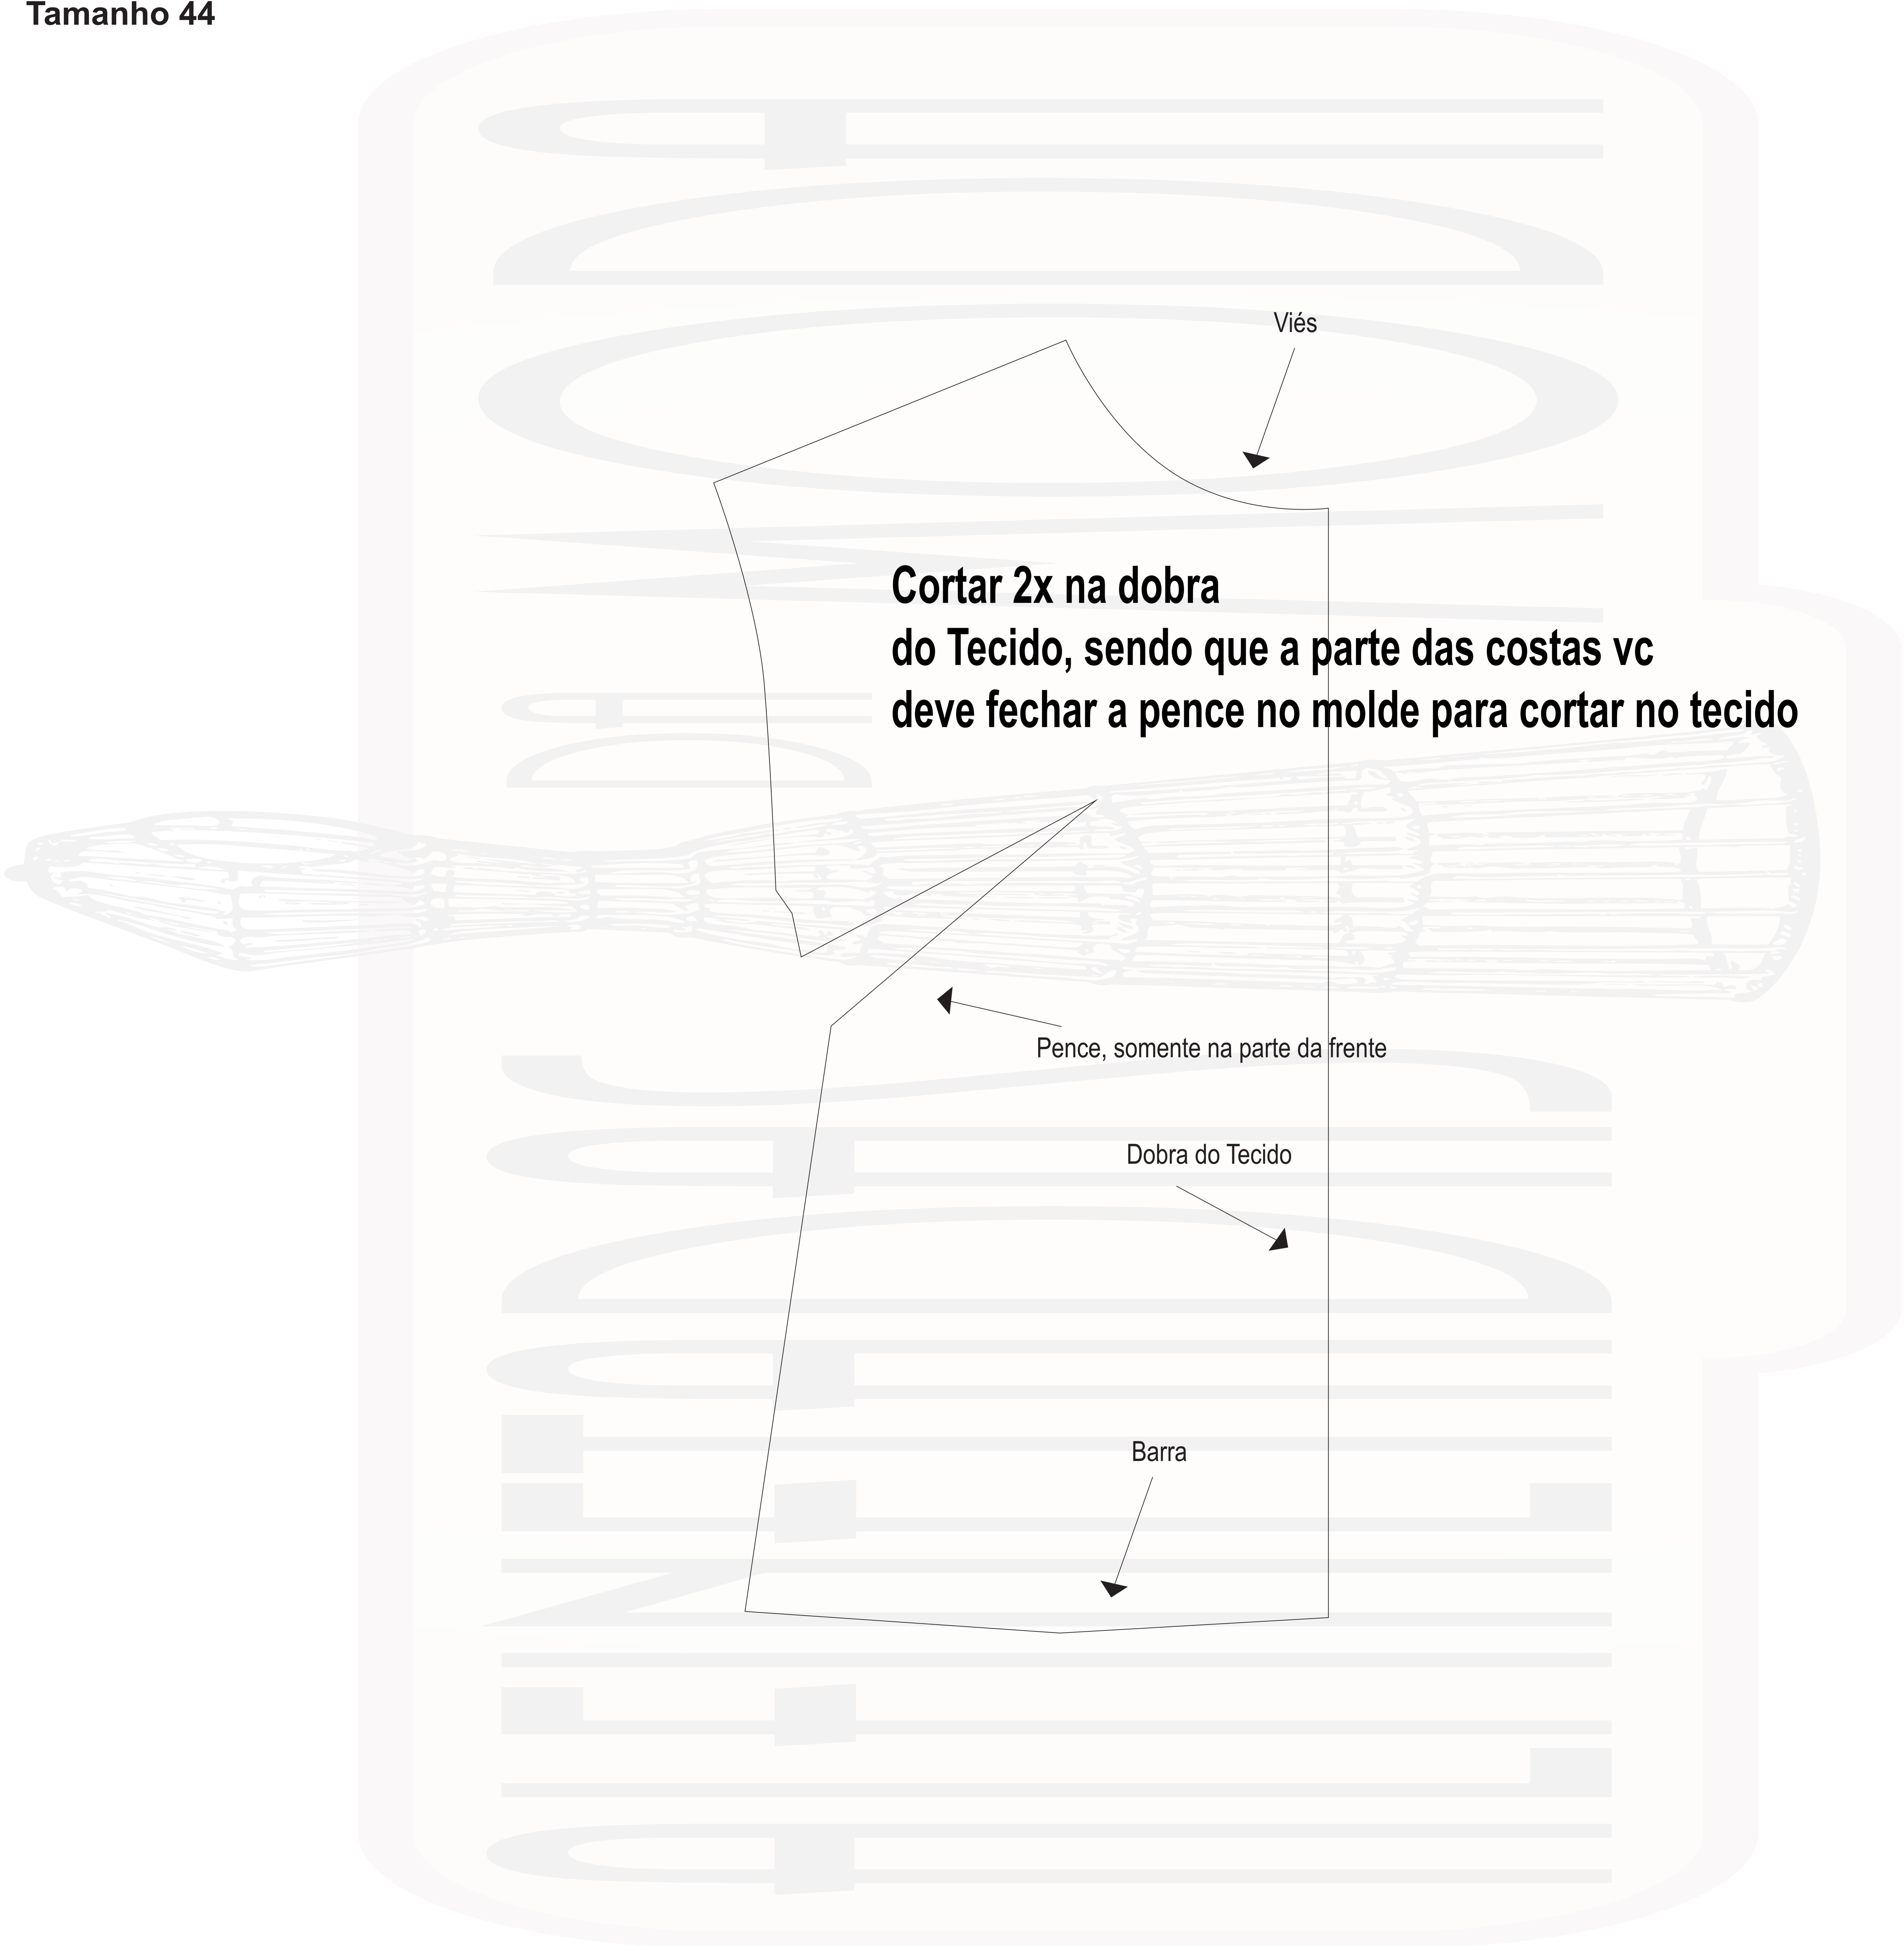 Tamanho 44
Viés
Cortar 2x na dobra
do Tecido, sendo que a parte das costas vc
deve fechar a pence no molde para cortar no tecido
Pence, somente na parte da frente
Dobra do Tecido
Barra